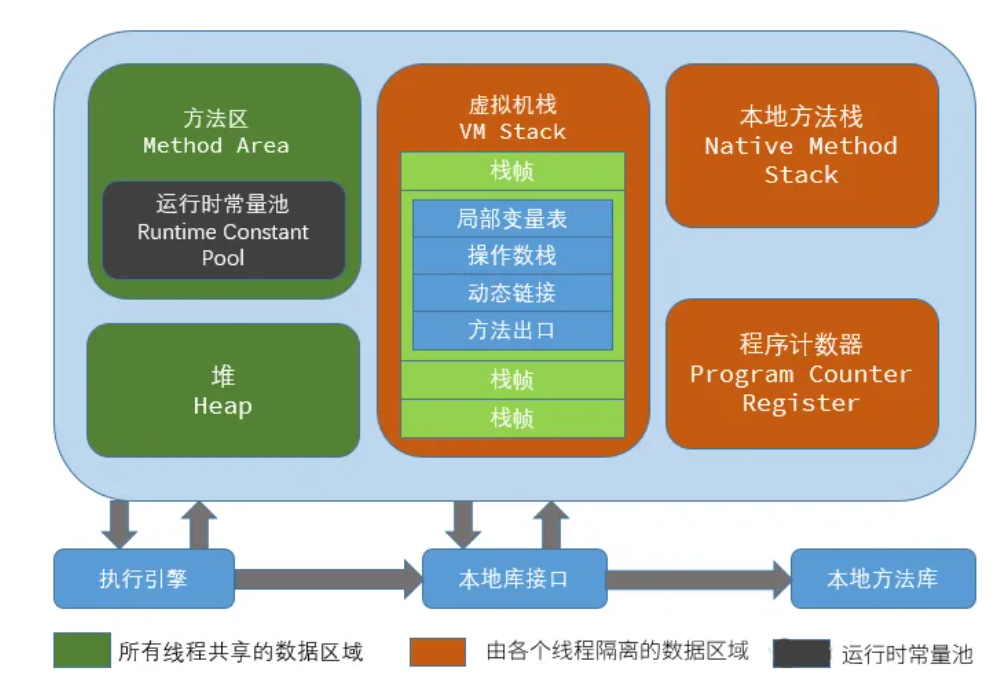 方法区
Method Area
运行时常量池
Runtime Constant
Pool
堆
Heap
虚拟机栈
VM Stack
栈帧
局部变量表
操作数栈
动态链接
方法出口
栈帧
栈帧
本地方法栈
Native Method
Stack
程序计数器
Program Counter
Register
执行引擎
本地库接口
本地方法库
所有线程共享的数据区域
由各个线程隔离的数据区域
运行时常量池